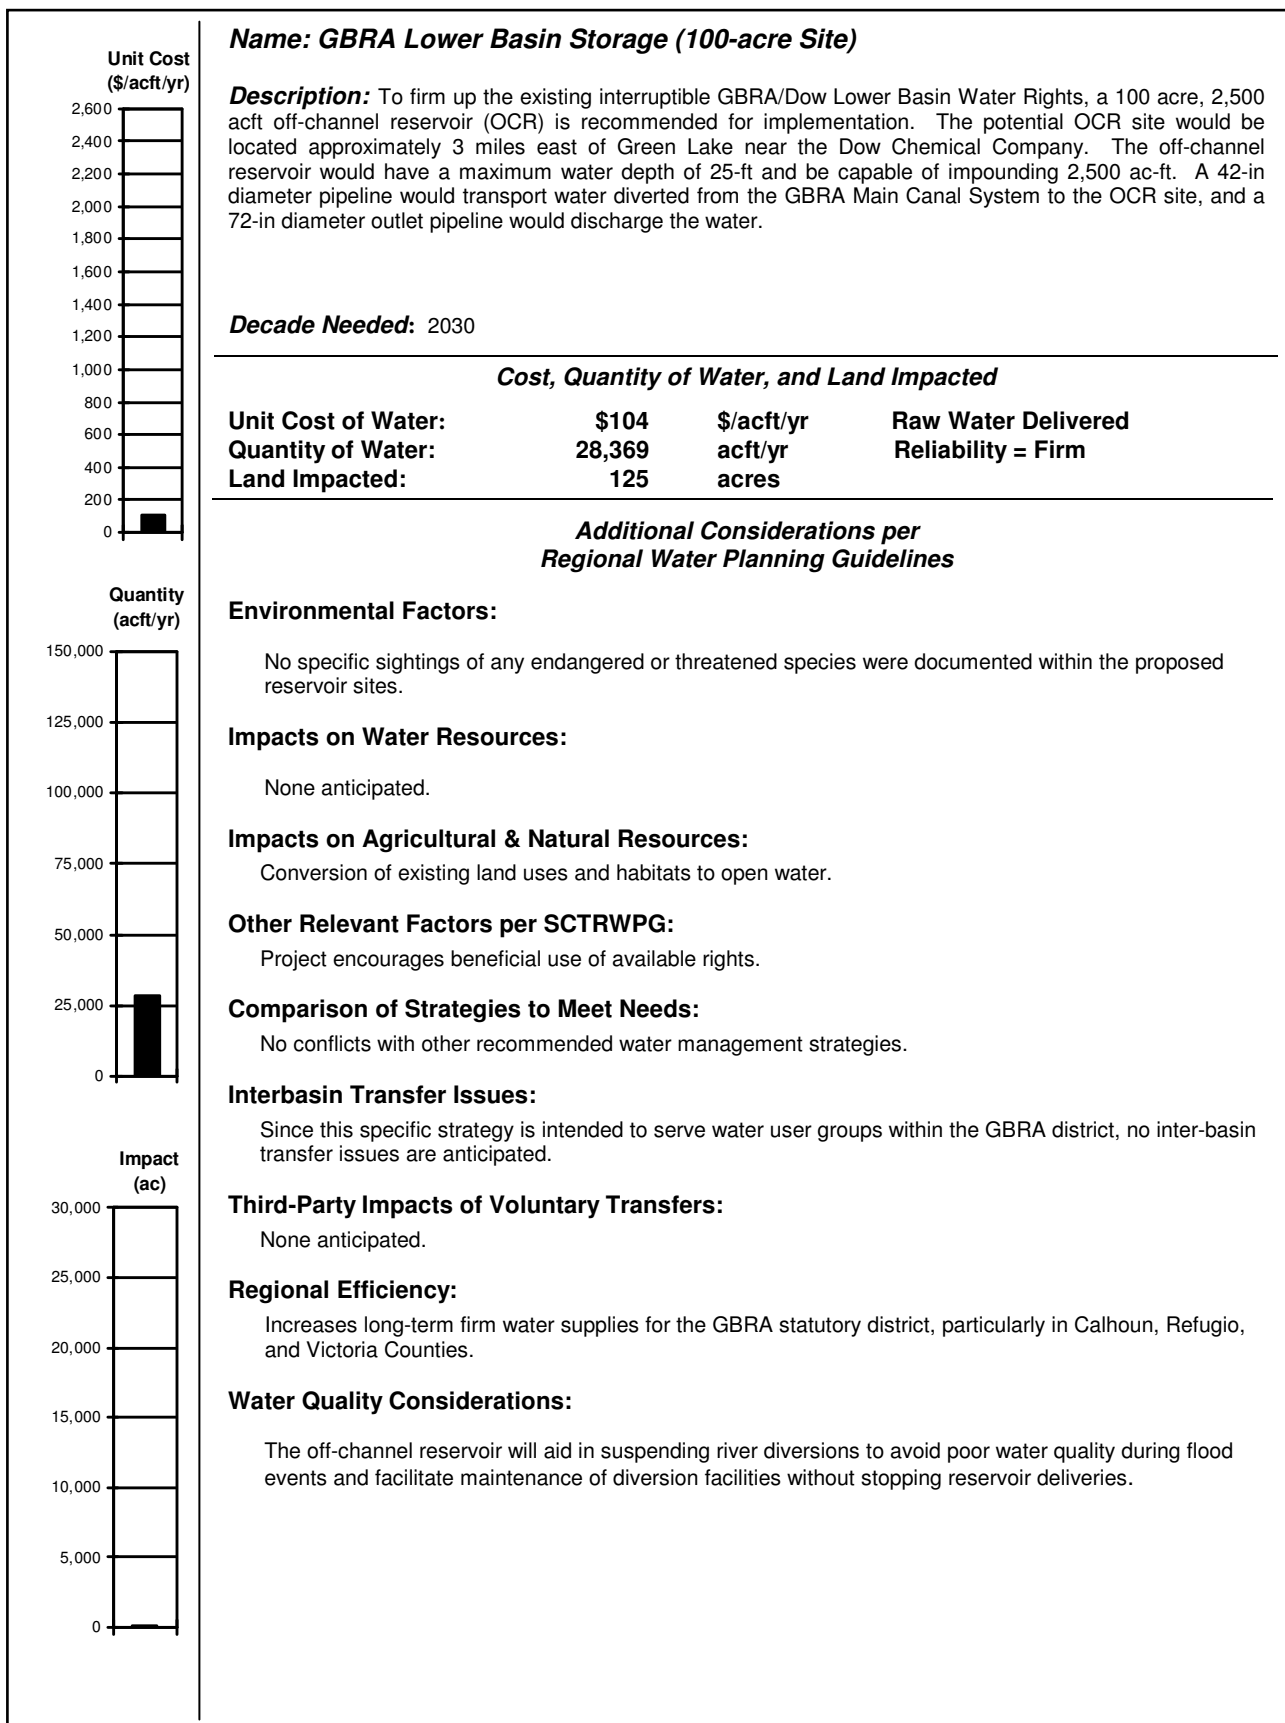 Unit Cost
($/acft/yr)
2,600
2,400
2,200
2,000
1,800
1,600
1,400
1,200
1,000
800
600
400
200
0
Quantity
(acft/yr)
150,000
125,000
100,000
75,000
50,000
25,000
0
Impact
(ac)
30,000
25,000
20,000
15,000
10,000
5,000
0
Name: GBRA Lower Basin Storage (100-acre Site)
Description: To firm up the existing interruptible GBRA/Dow Lower Basin Water Rights, a 100 acre, 2,500
acft off-channel reservoir (OCR) is recommended for implementation. The potential OCR site would be
located approximately 3 miles east of Green Lake near the Dow Chemical Company. The off-channel
reservoir would have a maximum water depth of 25-ft and be capable of impounding 2,500 ac-ft. A 42-in
diameter pipeline would transport water diverted from the GBRA Main Canal System to the OCR site, and a
72-in diameter outlet pipeline would discharge the water.
Decade Needed: 2030
Cost, Quantity of Water, and Land Impacted
Unit Cost of Water: $104 $/acft/yr Raw Water Delivered
Quantity of Water: 28,369 acft/yr Reliability = Firm
Land Impacted: 125 acres
Additional Considerations per
Regional Water Planning Guidelines
Environmental Factors:
No specific sightings of any endangered or threatened species were documented within the proposed
reservoir sites.
Impacts on Water Resources:
None anticipated.
Impacts on Agricultural & Natural Resources:
Conversion of existing land uses and habitats to open water.
Other Relevant Factors per SCTRWPG:
Project encourages beneficial use of available rights.
Comparison of Strategies to Meet Needs:
No conflicts with other recommended water management strategies.
Interbasin Transfer Issues:
Since this specific strategy is intended to serve water user groups within the GBRA district, no inter-basin
transfer issues are anticipated.
Third-Party Impacts of Voluntary Transfers:
None anticipated.
Regional Efficiency:
Increases long-term firm water supplies for the GBRA statutory district, particularly in Calhoun, Refugio,
and Victoria Counties.
Water Quality Considerations:
The off-channel reservoir will aid in suspending river diversions to avoid poor water quality during flood
events and facilitate maintenance of diversion facilities without stopping reservoir deliveries.